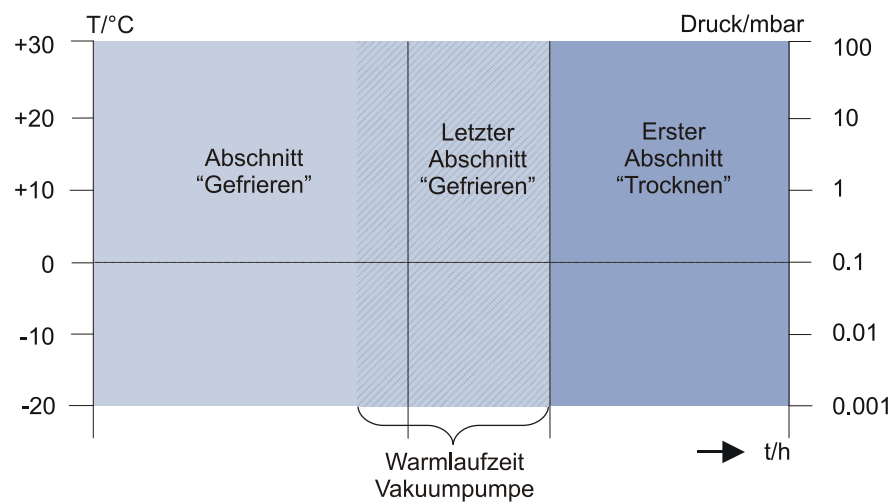 T/°C
Druck/mbar
+30
100
+20
10
Abschnitt
“Gefrieren”
Letzter
Abschnitt
“Gefrieren”
Erster
Abschnitt
“Trocknen”
+10
1
0
0.1
-10
0.01
-20
0.001
t/h
Warmlaufzeit
Vakuumpumpe